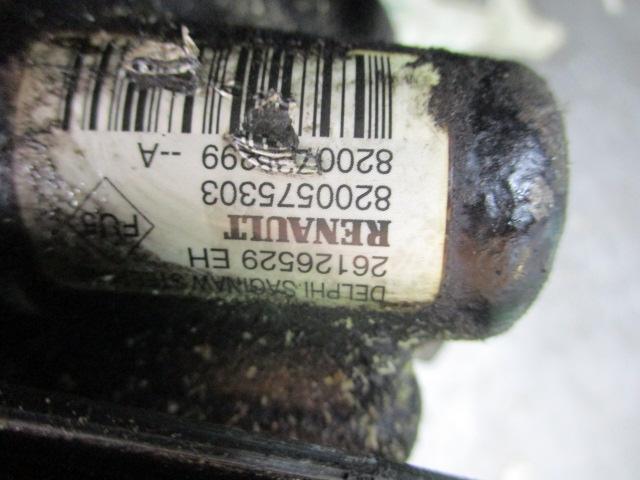 DELPHI SAGINAW
26126529 EH
RENAULT
8200575303
--A